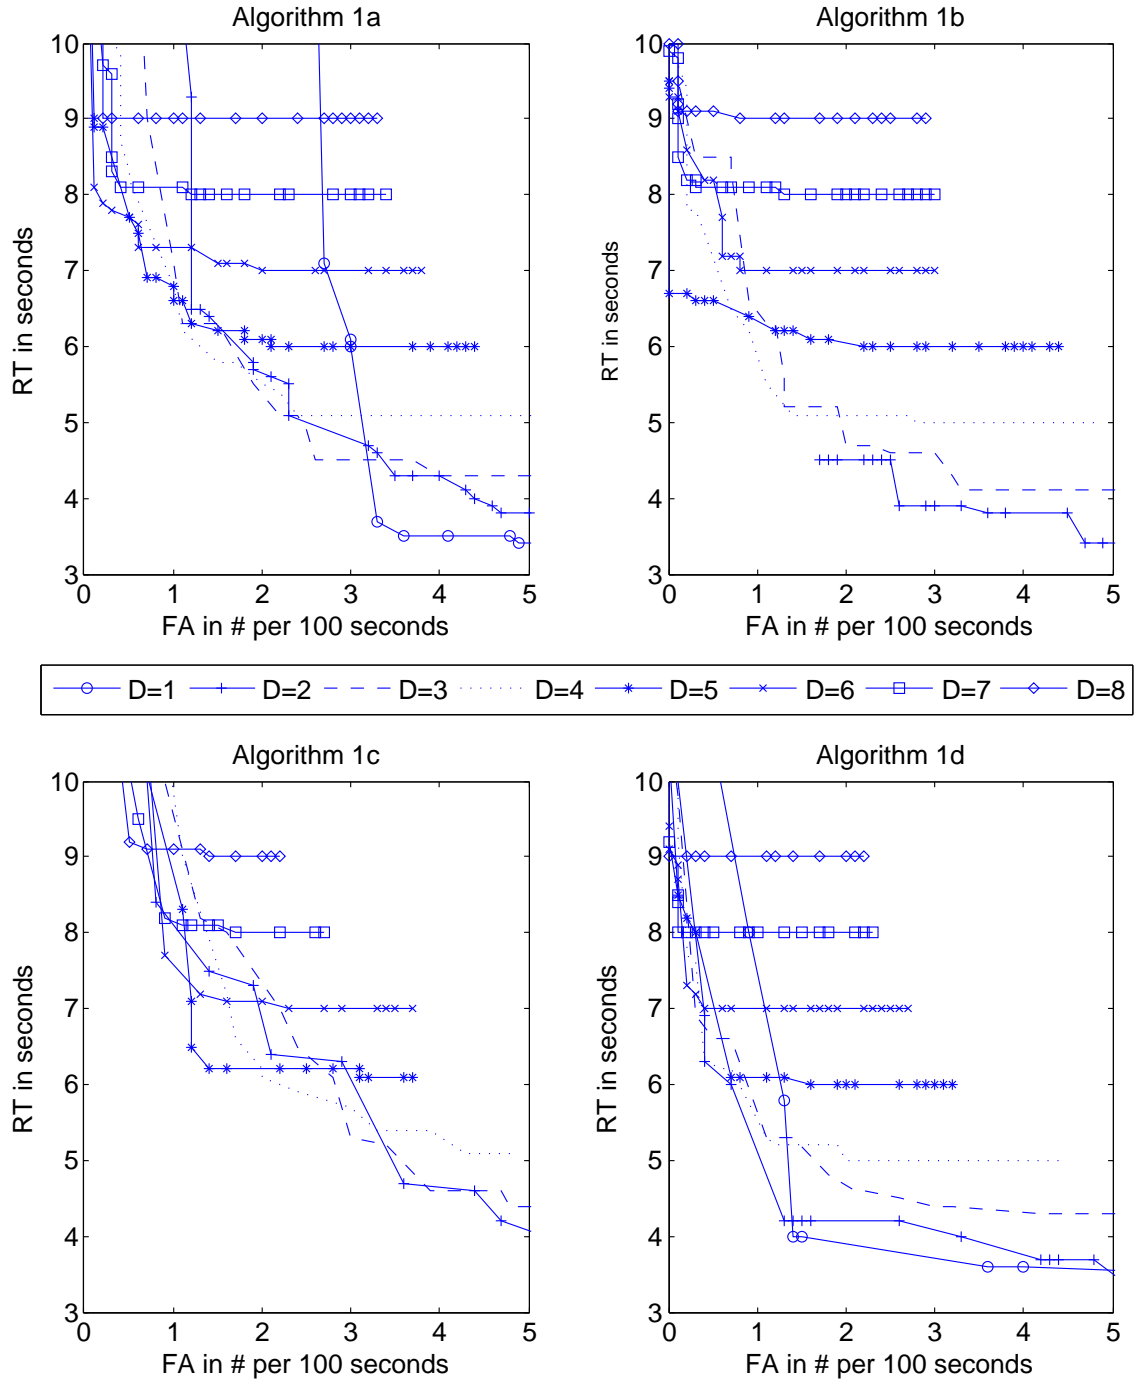 Algorithm 1a
10
9
8
7
6
5
4
3
RT in seconds
0 1 2 3 4 5
FA in # per 100 seconds
Algorithm 1b
10
9
8
7
6
5
4
3
RT in seconds
0 1 2 3 4 5
FA in # per 100 seconds
D=1 D=2 D=3 D=4 D=5 D=6 D=7 D=8
Algorithm 1c
10
9
8
7
6
5
4
3
RT in seconds
0 1 2 3 4 5
FA in # per 100 seconds
Algorithm 1d
10
9
8
7
6
5
4
3
RT in seconds
0 1 2 3 4 5
FA in # per 100 seconds